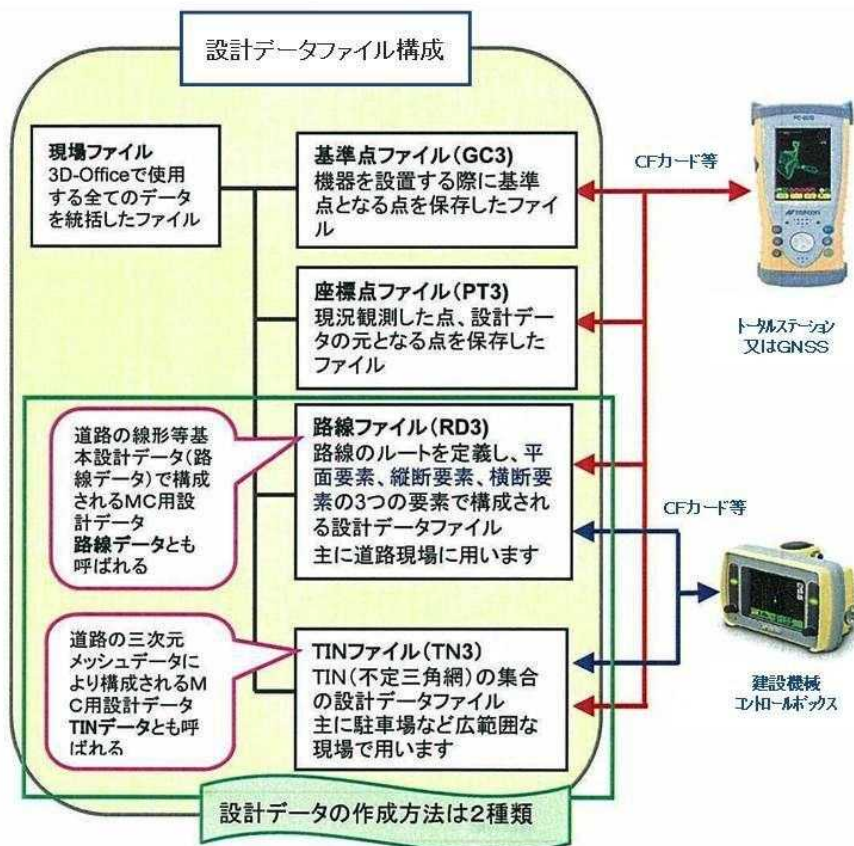 設計データファイル構成
現場ファイル
3D-Officeで使用
する全てのデータ
を統括したファイル
基準点ファイル(GC3)
機器を設置する際に基準
点となる点を保存したファイ
ル
CFカード等
トータルステーション
又はGNSS
座標点ファイル(PT3)
現況観測した点、設計デー
タの元となる点を保存した
ファイル
道路の線形等基
本設計データ(路
線データ)で構成
されるMC用設
計データ
路線データとも
呼ばれる
路線ファイル(RD3)
路線のルートを定義し、平
面要素、縦断要素、横断要
素の3つの要素で構成され
る設計データファイル
主に道路現場に用います
CFカード等
建設機械
コントロールボックス
道路の三次元
メッシュデータに
より構成されるM
C用設計データ
TINデータとも呼
ばれる
TINファイル(TN3)
TIN(不定三角網)の集合
の設計データファイル
主に駐車場など広範囲な
現場で用います
設計データの作成方法は2種類